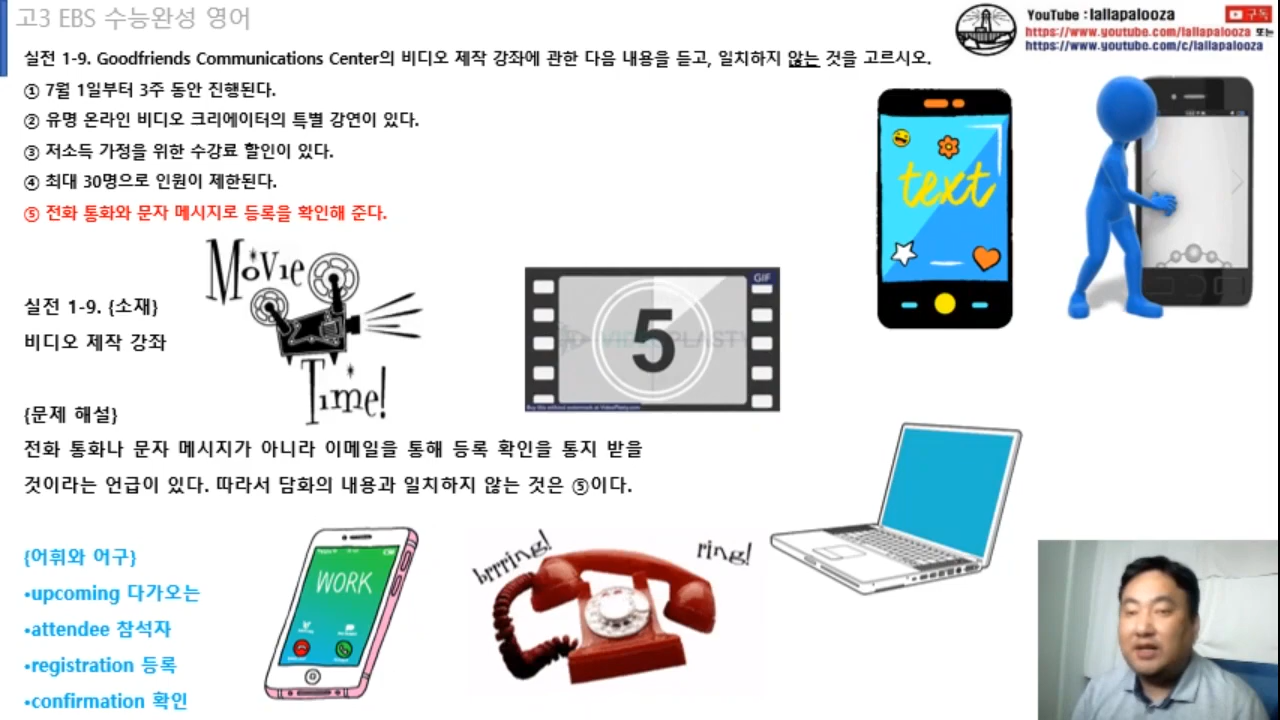 고3 EBS 수능완성 영어
YouTube : lallapalooza
구독
https://www.youtube.com/lallapalooza 또는
https://www.youtube.com/c/lallapalooza
실전 1-9. Goodfriends Communications Center의 비디오 제작 강좌에 관한 다음 내용을 듣고, 일치하지 않는 것을 고르시오.
① 7월 1일부터 3주 동안 진행된다.
② 유명 온라인 비디오 크리에이터의 특별 강연이 있다.
③ 저소득 가정을 위한 수강료 할인이 있다.
④ 최대 30명으로 인원이 제한된다.
⑤ 전화 통화와 문자 메시지로 등록을 확인해 준다.
text
Movie
Time!
GIF
5
실전 1-9. {소재}
비디오 제작 강좌
{문제 해설}
전화 통화나 문자 메시지가 아니라 이메일을 통해 등록 확인을 통지 받을
것이라는 언급이 있다. 따라서 담화의 내용과 일치하지 않는 것은 ⑤이다.
WORK
brrring!
ring!
{어휘와 어구}
•upcoming 다가오는
•attendee 참석자
•registration 등록
•confirmation 확인